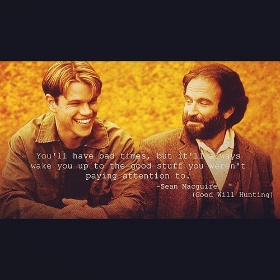 You'll have bad times, but it'll always
wake you up to the good stuff you weren't
paying attention to.
-Sean Macguire
(Good Will Hunting)